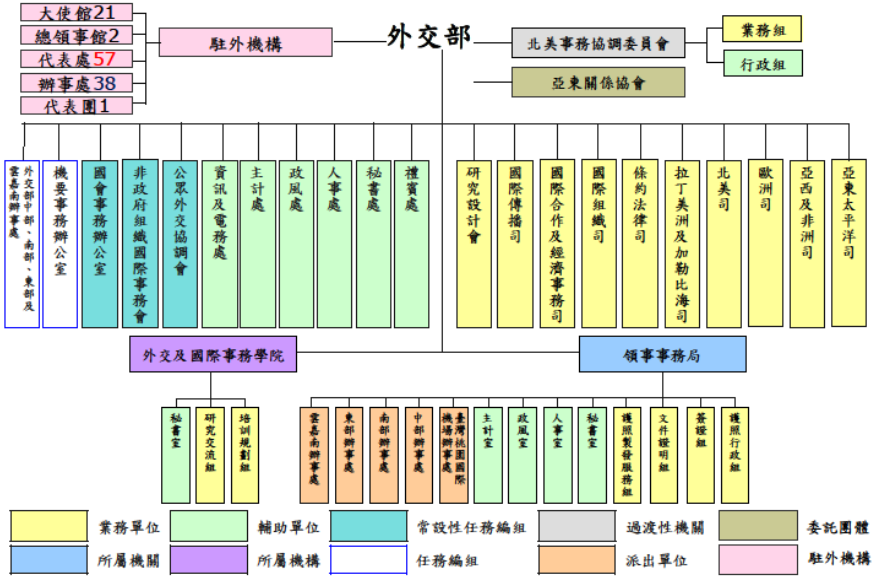 大使館21
總領事館2
代表處57
辦事處38
代表團1
駐外機構
外交部
北美事務協調委員會
業務組
行政組
亞東關係協會
外交部中部、南部、東部及
雲嘉南辦事處
機要事務辦公室
國會事務辦公室
非政府組織國際事務會
公眾外交協調會
資訊及電務處
主計處
政風處
人事處
秘書處
禮賓處
研究設計會
國際傳播司
國際合作及經濟事務司
國際組織司
條約法律司
拉丁美洲及加勒比海司
北美司
歐洲司
亞西及非洲司
亞東太平洋司
外交及國際事務學院
領事事務局
秘書室
研究交流組
培訓規劃組
雲嘉南辦事處
東部辦事處
南部辦事處
中部辦事處
臺灣桃園國際
機場辦事處
主計室
政風室
人事室
秘書室
護照製發服務組
文件證明組
簽證組
護照行政組
業務單位
輔助單位
常設性任務編組
過渡性機關
委託團體
所屬機關
所屬機構
任務編組
派出單位
駐外機構